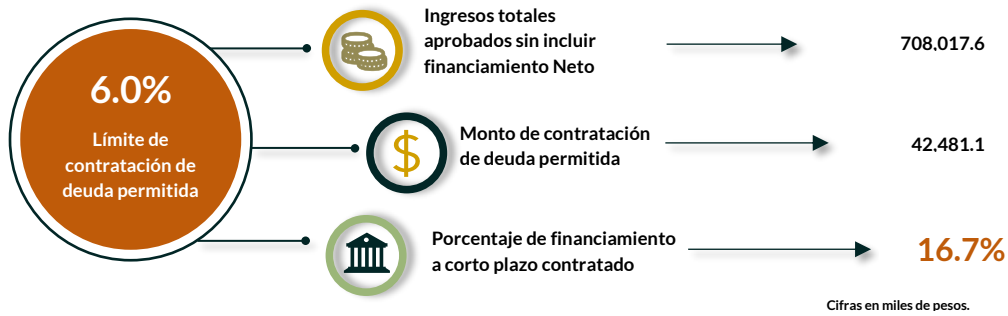 6.0%
Límite de
contratación de
deuda permitida
Ingresos totales
aprobados sin incluir
financiamiento Neto
708,017.6
$
Monto de contratación
de deuda permitida
42,481.1
Porcentaje de financiamiento
a corto plazo contratado
16.7%
Cifras en miles de pesos.